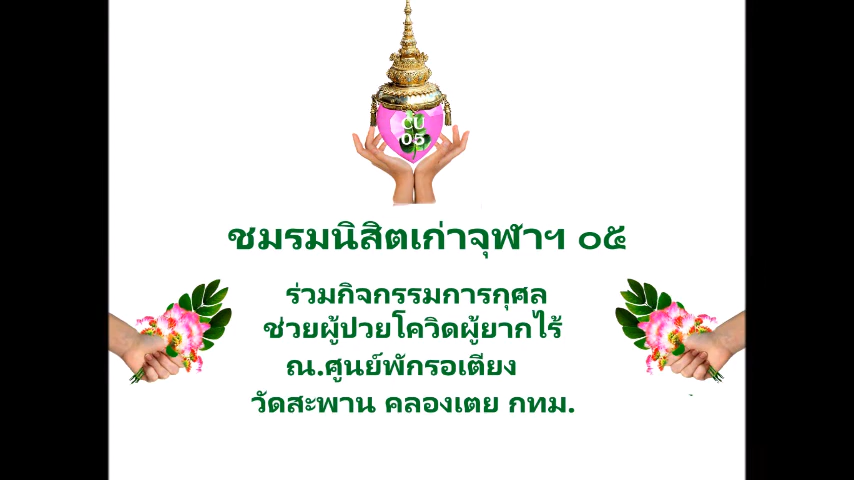 CU
05
ชมรมนิสิตเก่าจุฬาฯ ๐๕
ร่วมกิจกรรมการกุศล
ช่วยผู้ป่วยโควิดผู้ยากไร้
ณ.ศูนย์พักรอเตียง
วัดสะพาน คลองเตย กทม.